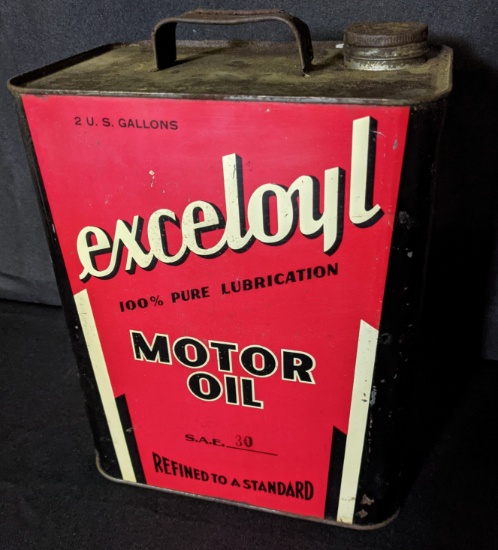 2 U. S. GALLONS
exceloyl
100% PURE LUBRICATION
MOTOR
OIL
S.A.E. 30
REFINED TO A STANDARD